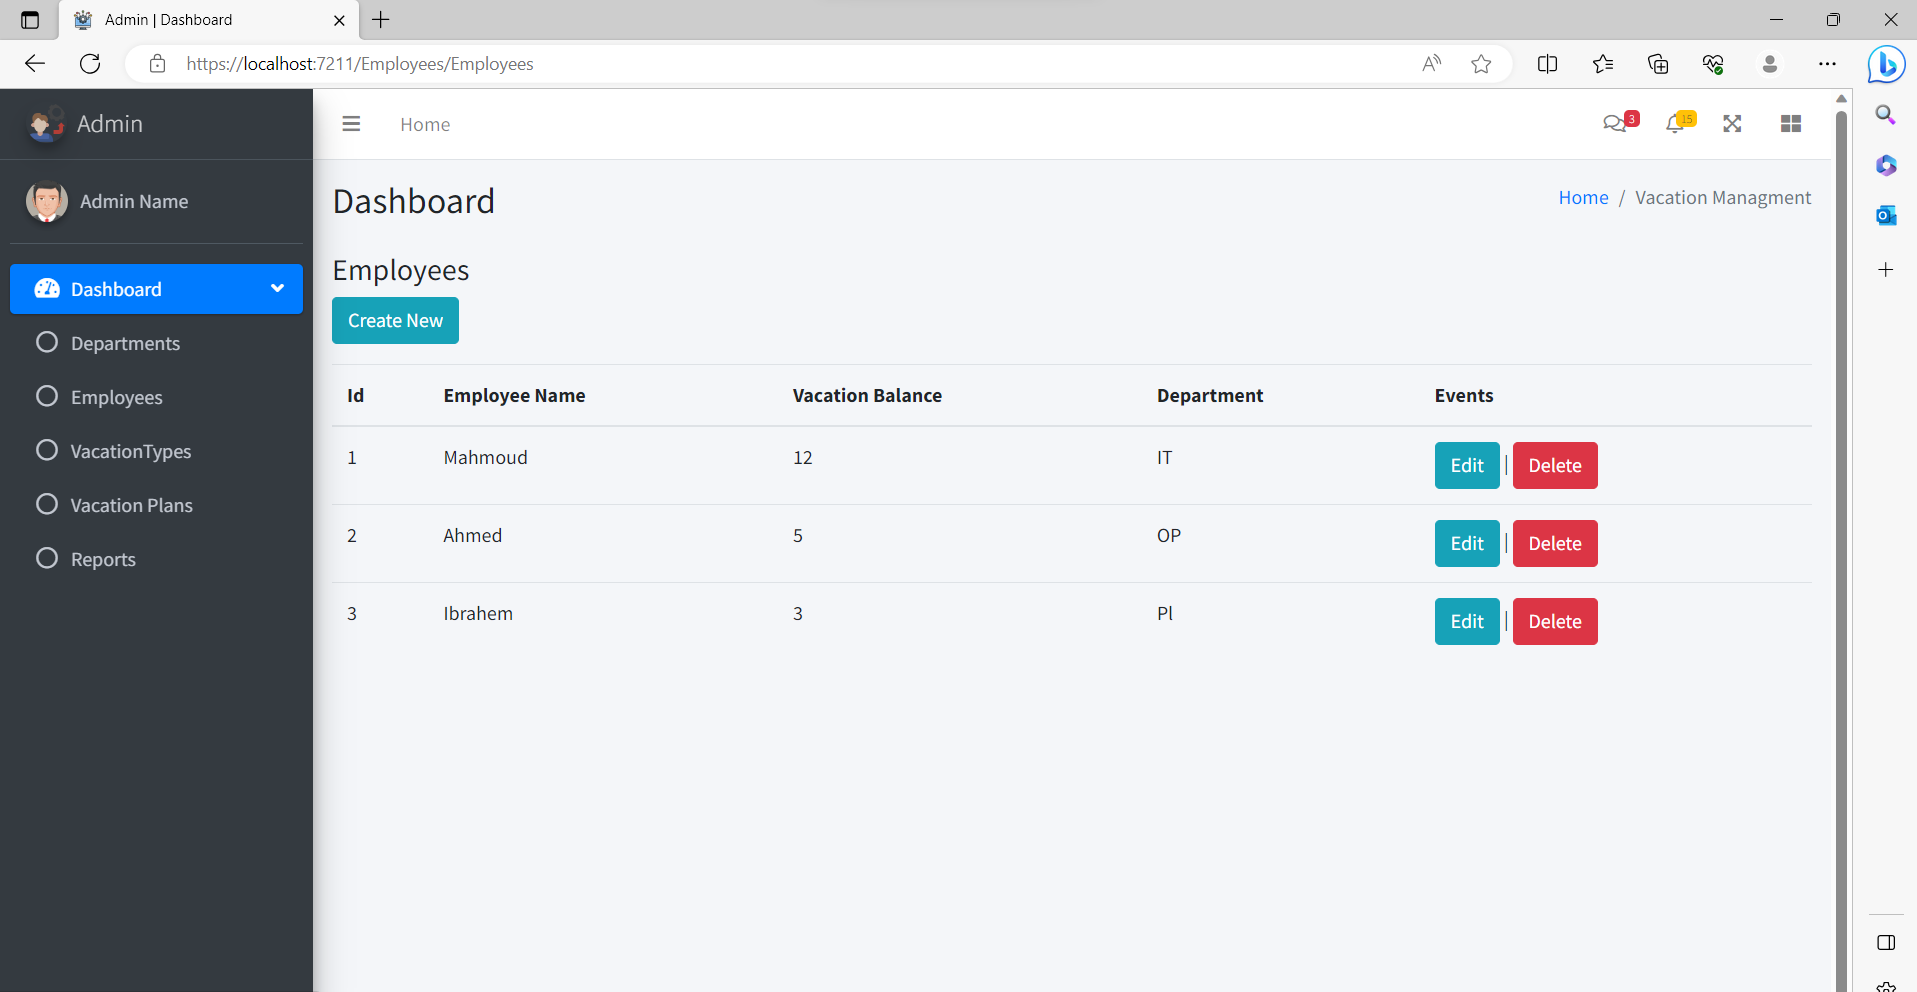 Admin | Dashboard
https://localhost:7211/Employees/Employees
Admin
Home
3
15
Admin Name
Dashboard
Home / Vacation Managment
Dashboard
Departments
Employees
VacationTypes
Vacation Plans
Reports
Employees
Create New
Id Employee Name Vacation Balance Department Events
1 Mahmoud 12 IT Edit | Delete
2 Ahmed 5 OP Edit | Delete
3 Ibrahem 3 Pl Edit | Delete